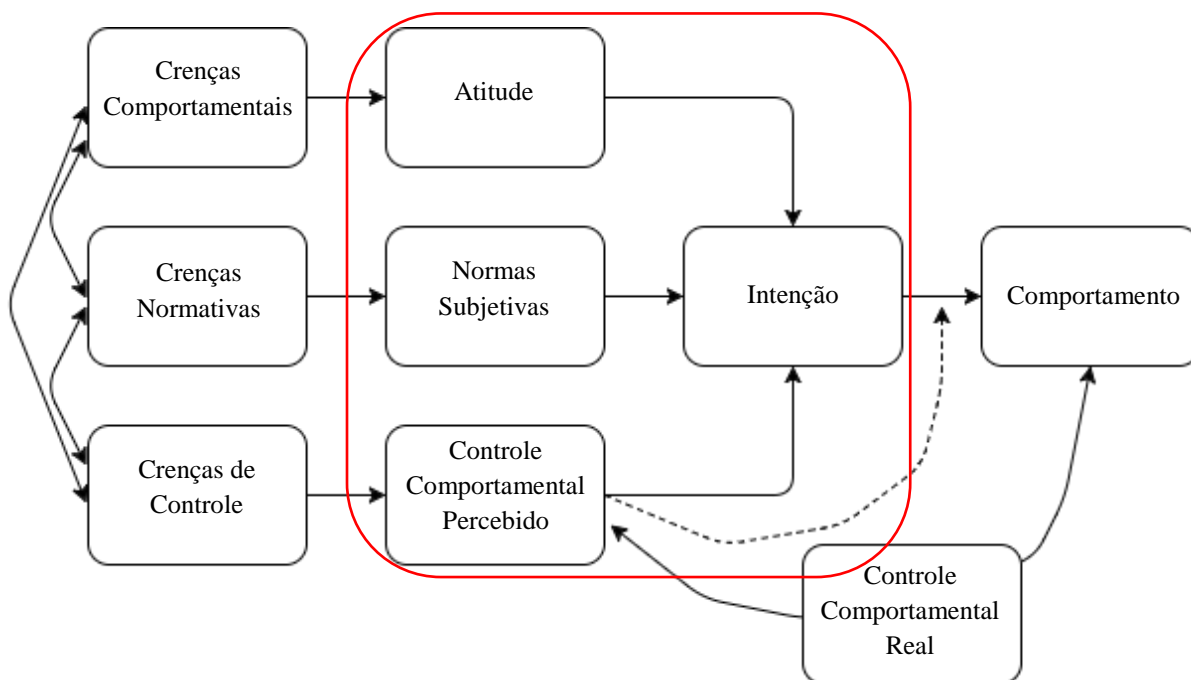 Crenças
Comportamentais
Atitude
Crenças
Normativas
Normas
Subjetivas
Intenção
Comportamento
Crenças de
Controle
Controle
Comportamental
Percebido
Controle
Comportamental
Real